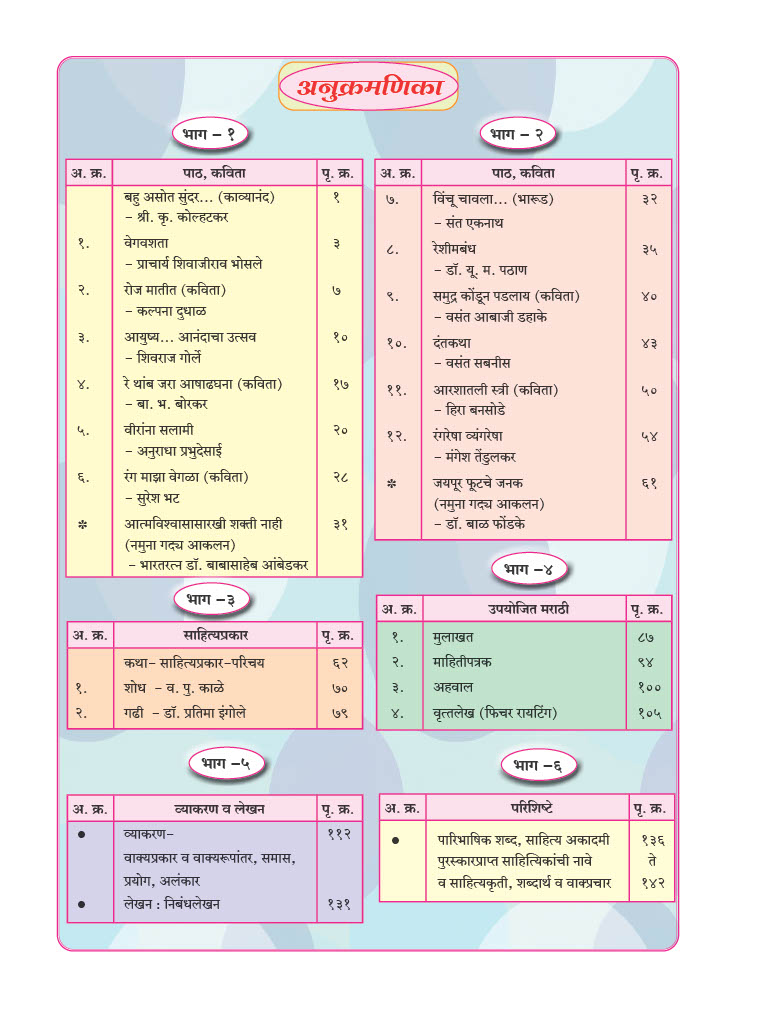 अनुक्रमणिका
भाग – १
अ. क्र. पाठ, कविता पृ. क्र.
बहु असोत सुंदर... (काव्यानंद) १
– श्री. कृ. कोल्हटकर
१. वेगवशता ३
– प्राचार्य शिवाजीराव भोसले
२. रोज मातीत (कविता) ७
– कल्पना दुधाळ
३. आयुष्य... आनंदाचा उत्सव १०
– शिवराज गोर्ले
४. रे थांब जरा आषाढघना (कविता) १७
– बा. भ. बोरकर
५. वीरांना सलामी २०
– अनुराधा प्रभुदेसाई
६. रंग माझा वेगळा (कविता) २८
– सुरेश भट
* आत्मविश्वासासारखी शक्ती नाही ३१
(नमुना गद्य आकलन)
– भारतरत्न डॉ. बाबासाहेब आंबेडकर
भाग – २
अ. क्र. पाठ, कविता पृ. क्र.
७. विंचू चावला... (भारूड) ३२
– संत एकनाथ
८. रेशीमबंध ३५
– डॉ. यू. म. पठाण
९. समुद्र कोंडून पडलाय (कविता) ४०
– वसंत आबाजी डहाके
१०. दंतकथा ४३
– वसंत सबनीस
११. आरशातली स्त्री (कविता) ५०
– हिरा बनसोडे
१२. रंगरेषा व्यंगरेषा ५४
– मंगेश तेंडुलकर
* जयपूर फूटचे जनक ६१
(नमुना गद्य आकलन)
– डॉ. बाळ फोंडके
भाग –३
अ. क्र. साहित्यप्रकार पृ. क्र.
कथा– साहित्यप्रकार–परिचय ६२
१. शोध – व. पु. काळे ७०
२. गढी – डॉ. प्रतिमा इंगोले ७९
भाग –४
अ. क्र. उपयोजित मराठी पृ. क्र.
१. मुलाखत ८७
२. माहितीपत्रक ९४
३. अहवाल १००
४. वृत्तलेख (फिचर रायटिंग) १०५
भाग –५
अ. क्र. व्याकरण व लेखन पृ. क्र.
● व्याकरण– ११२
वाक्यप्रकार व वाक्यरूपांतर, समास,
प्रयोग, अलंकार
● लेखन : निबंधलेखन १३१
भाग –६
अ. क्र. परिशिष्टे पृ. क्र.
● पारिभाषिक शब्द, साहित्य अकादमी १३६
पुरस्कारप्राप्त साहित्यिकांची नावे ते
व साहित्यकृती, शब्दार्थ व वाक्प्रचार १४२